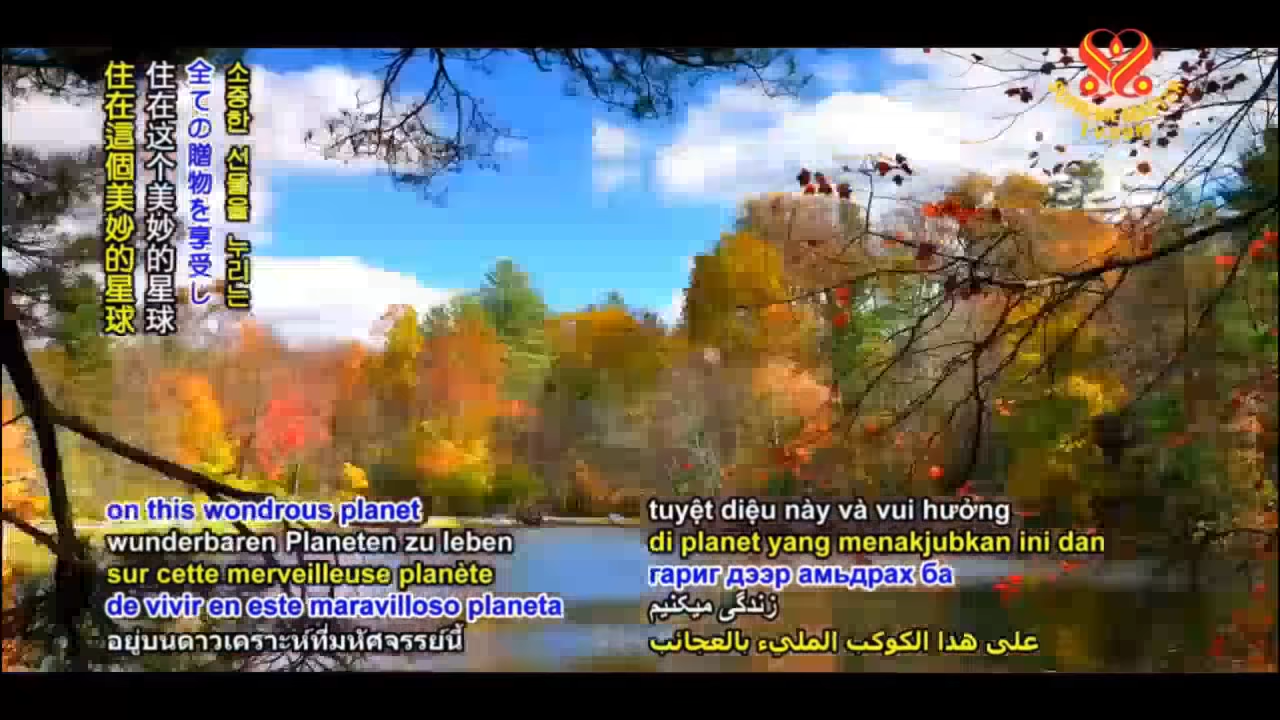 소중한 선물을 누리는
全ての贈物を享受し
住在这个美妙的星球
住在這個美妙的星球
on this wondrous planet
wunderbaren Planeten zu leben
sur cette merveilleuse planète
de vivir en este maravilloso planeta
อยู่บนดาวเคราะห์ที่มหัศจรรย์นี้
tuyệt diệu này và vui hưởng
di planet yang menakjubkan ini dan
гариг дээр амьдрах ба
زندگی میکنیم
على هذا الكوكب المليء بالعجائب